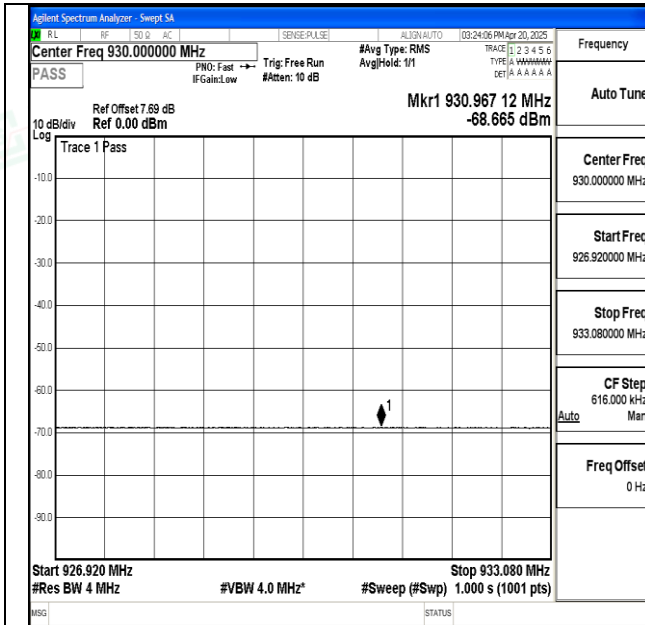 Agilent Spectrum Analyzer - Swept SA
RL RF 50 Ω AC SENSE:PULSE ALIGN AUTO 03:24:06 PM Apr 20, 2025
Center Freq 930.000000 MHz
PASS
PNO: Fast
IFGain:Low
Trig: Free Run
#Atten: 10 dB
#Avg Type: RMS
Avg|Hold: 1/1
TRACE 1 2 3 4 5 6
TYPE A WWWWW
DET A A A A A A
Ref Offset 7.69 dB
10 dB/div Ref 0.00 dBm
Log
Mkr1 930.967 12 MHz
-68.665 dBm
Trace 1 Pass
-10.0
-20.0
-30.0
-40.0
-50.0
-60.0
-70.0
-80.0
-90.0
1
Start 926.920 MHz
Stop 933.080 MHz
#Res BW 4 MHz
#VBW 4.0 MHz*
#Sweep (#Swp) 1.000 s (1001 pts)
MSG
STATUS
Frequency
Auto Tune
Center Freq
930.000000 MHz
Start Freq
926.920000 MHz
Stop Freq
933.080000 MHz
CF Step
616.000 kHz
Auto Man
Freq Offset
0 Hz